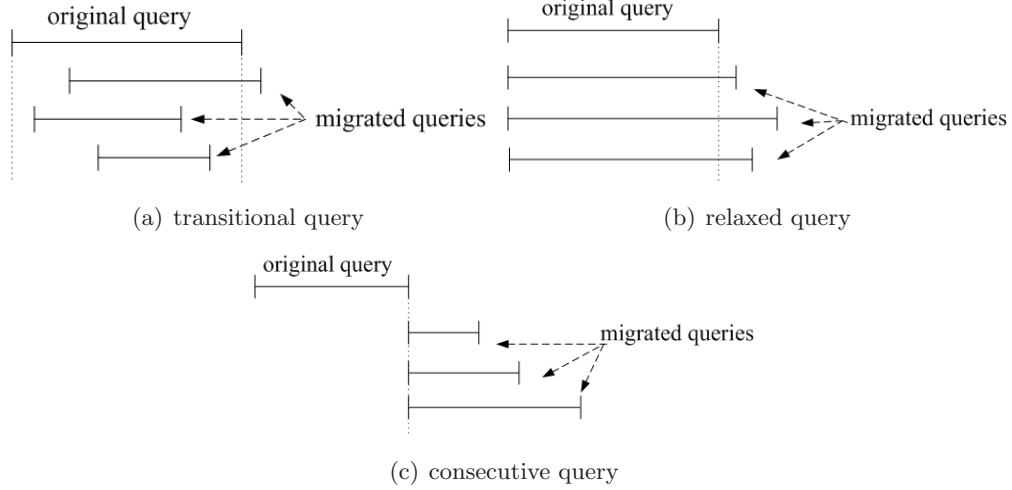 original query
migrated queries
(a) transitional query
original query
migrated queries
(b) relaxed query
original query
migrated queries
(c) consecutive query